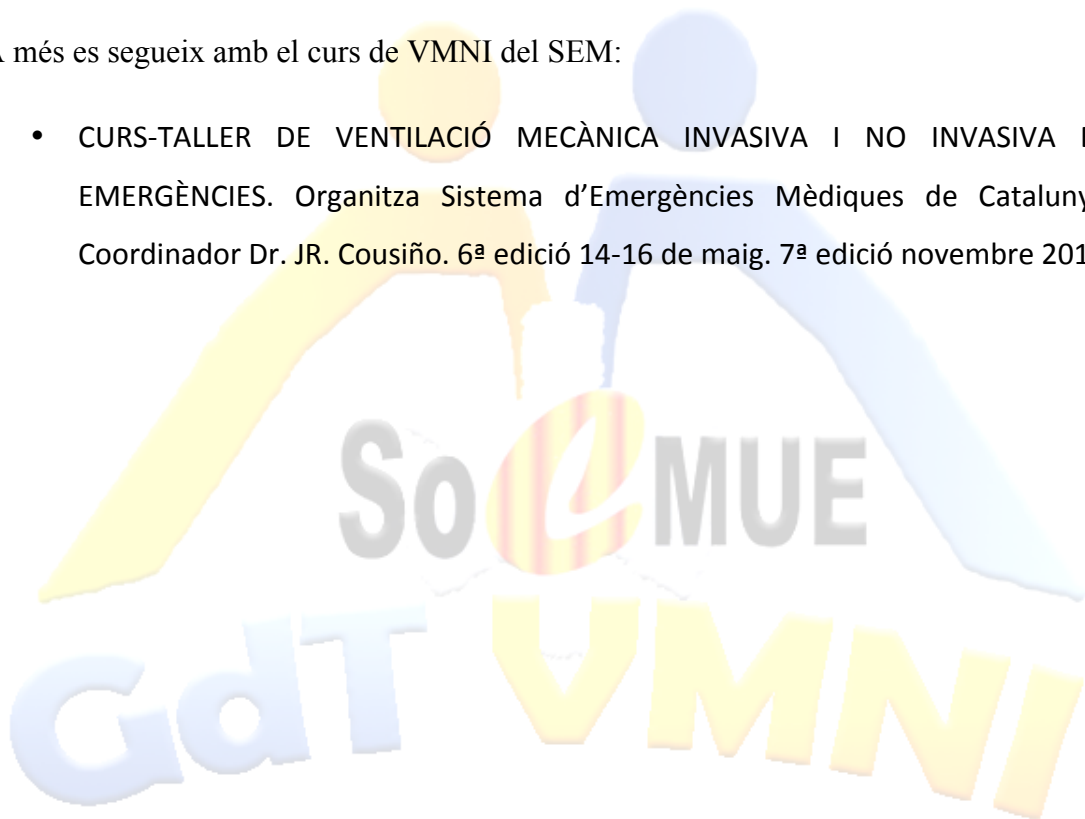 més es segueix amb el curs de VMNI del SEM:
• CURS-TALLER DE VENTILACIÓ MECÀNICA INVASIVA I NO INVASIVA
EMERGÈNCIES. Organitza Sistema d’Emergències Mèdiques de Cataluny
Coordinador Dr. JR. Cousiño. 6ª edició 14-16 de maig. 7ª edició novembre 201
SoCMUE
GdT VMNI